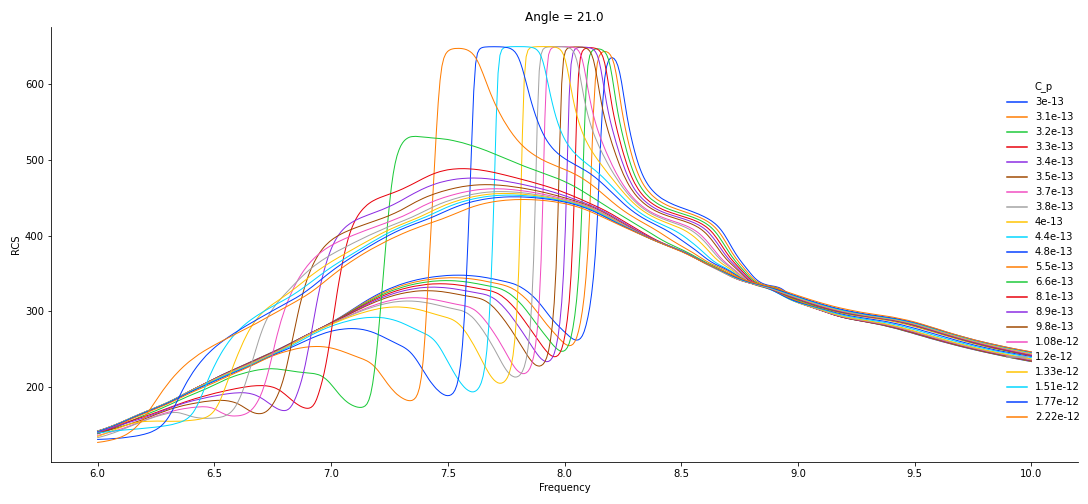 Angle = 21.0
RCS
600
500
400
300
200
6.0 6.5 7.0 7.5 8.0 8.5 9.0 9.5 10.0
Frequency
C_p
3e-13
3.1e-13
3.2e-13
3.3e-13
3.4e-13
3.5e-13
3.7e-13
3.8e-13
4e-13
4.4e-13
4.8e-13
5.5e-13
6.6e-13
8.1e-13
8.9e-13
9.8e-13
1.08e-12
1.2e-12
1.33e-12
1.51e-12
1.77e-12
2.22e-12